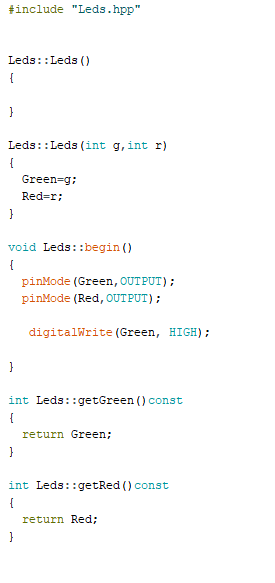 #include "Leds.hpp"
Leds::Leds()
{
}
Leds::Leds(int g,int r)
{
Green=g;
Red=r;
}
void Leds::begin()
{
pinMode(Green,OUTPUT);
pinMode(Red,OUTPUT);
digitalWrite(Green, HIGH);
}
int Leds::getGreen()const
{
return Green;
}
int Leds::getRed()const
{
return Red;
}